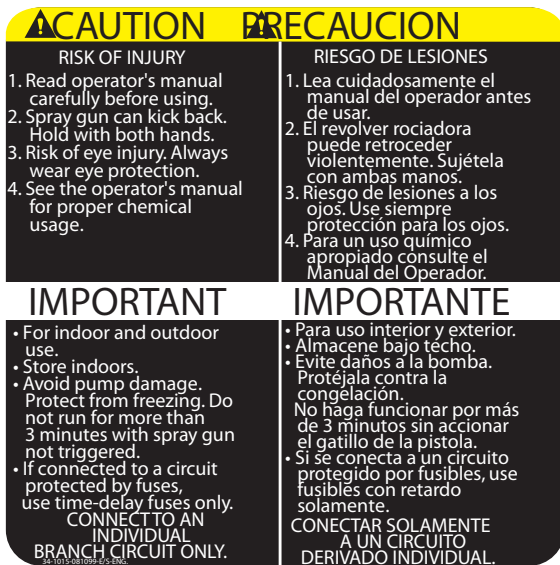 CAUTION
RISK OF INJURY
1. Read operator's manual
carefully before using.
2. Spray gun can kick back.
Hold with both hands.
3. Risk of eye injury. Always
wear eye protection.
4. See the operator's manual
for proper chemical
usage.
PRECAUCION
RIESGO DE LESIONES
1. Lea cuidadosamente el
manual del operador antes
de usar.
2. El revolver rociadora
puede retroceder
violentemente. Sujétela
con ambas manos.
3. Riesgo de lesiones a los
ojos. Use siempre
protección para los ojos.
4. Para un uso químico
apropiado consulte el
Manual del Operador.
IMPORTANT
• For indoor and outdoor
use.
• Store indoors.
• Avoid pump damage.
Protect from freezing. Do
not run for more than
3 minutes with spray gun
not triggered.
• If connected to a circuit
protected by fuses,
use time-delay fuses only.
CONNECT TO AN
INDIVIDUAL
BRANCH CIRCUIT ONLY.
34-1015-081099-E/S-ENG.
IMPORTANTE
• Para uso interior y exterior.
• Almacene bajo techo.
• Evite daños a la bomba.
Protéjala contra la
congelación.
No haga funcionar por más
de 3 minutos sin accionar
el gatillo de la pistola.
• Si se conecta a un circuito
protegido por fusibles, use
fusibles con retardo
solamente.
CONECTAR SOLAMENTE
A UN CIRCUITO
DERIVADO INDIVIDUAL.